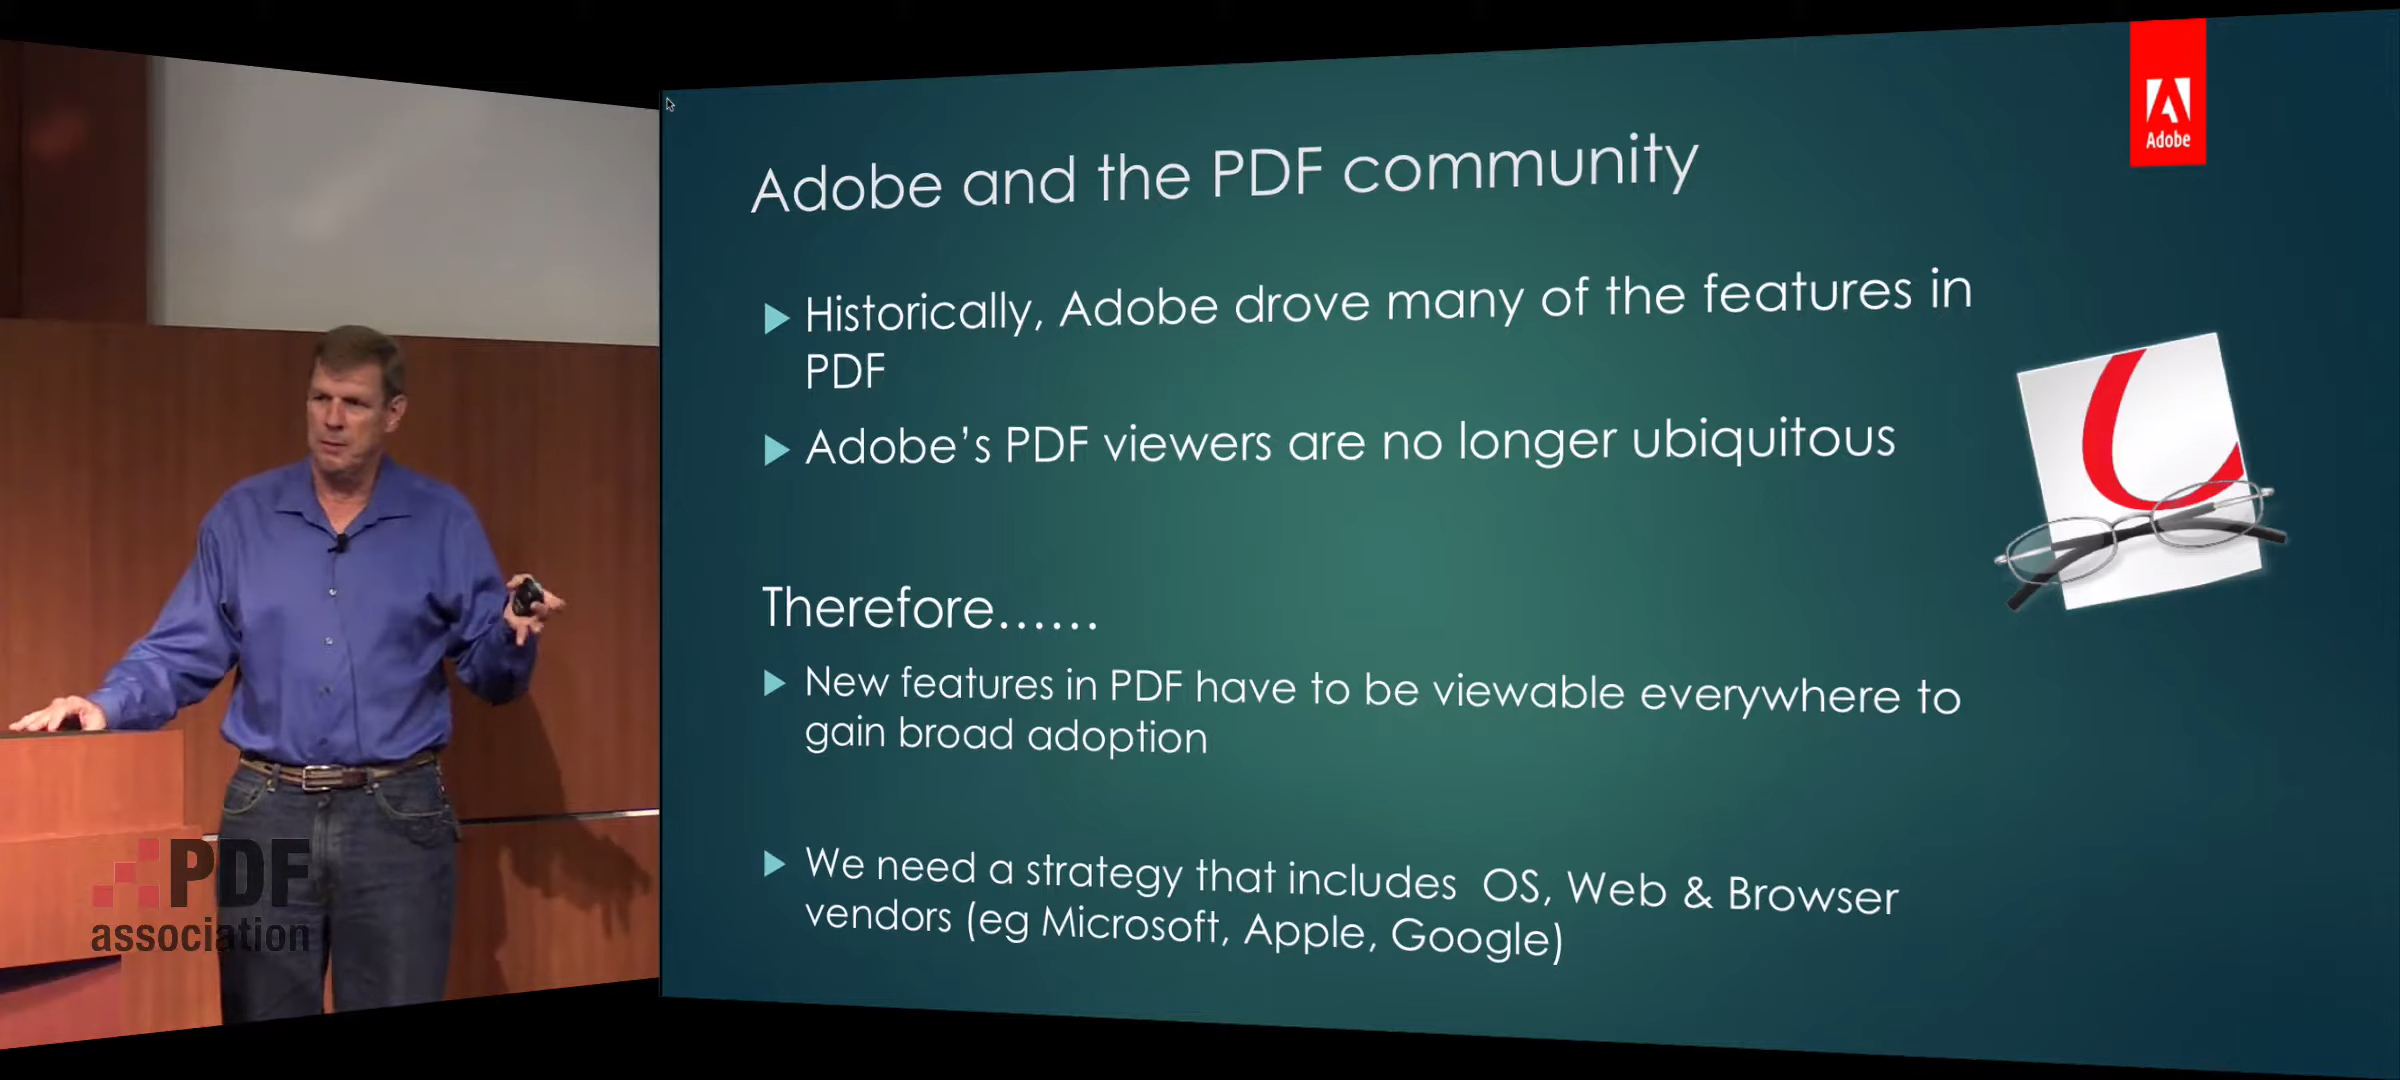 Adobe
Adobe and the PDF community
Historically, Adobe drove many of the features in
PDF
Adobe’s PDF viewers are no longer ubiquitous
Therefore......
New features in PDF have to be viewable everywhere to
gain broad adoption
We need a strategy that includes  OS, Web & Browser
vendors (eg Microsoft, Apple, Google)
PDF
association